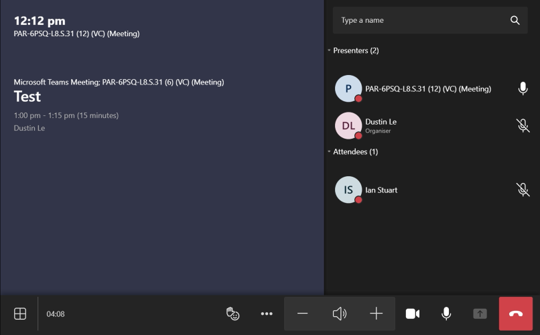 12:12 pm
PAR-6PSQ-L8.S.31 (12) (VC) (Meeting)
Microsoft Teams Meeting; PAR-6PSQ-L8.S.31 (6) (VC) (Meeting)
Test
1:00 pm - 1:15 pm (15 minutes)
Dustin Le
Type a name
Presenters (2)
P
PAR-6PSQ-L8.S.31 (12) (VC) (Meeting)
DL
Dustin Le
Organiser
Attendees (1)
IS
Ian Stuart
04:08